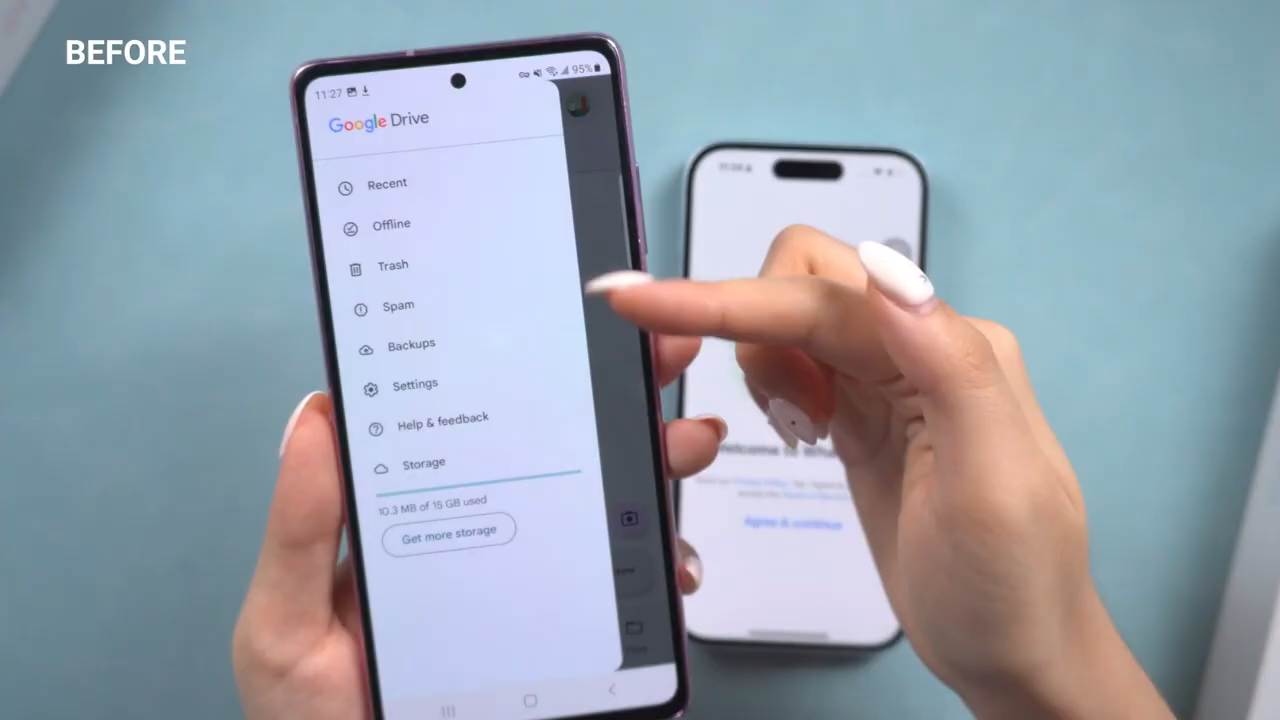 BEFORE
11:27
95%
Google Drive
Recent
Offline
Trash
Spam
Backups
Settings
Help & feedback
Storage
10.3 MB of 15 GB used
Get more storage
Agree & continue